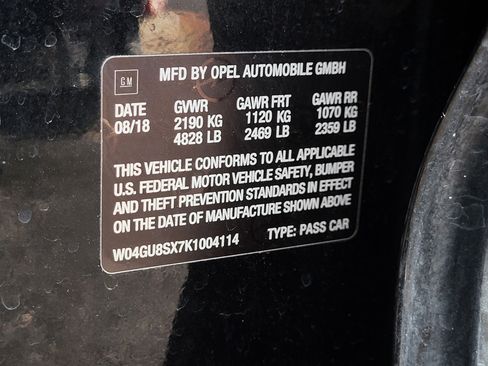 GM
MFD BY OPEL AUTOMOBILE GMBH
DATE GVWR GAWR FRT GAWR RR
08/18 2190 KG 1120 KG 1070 KG
4828 LB 2469 LB 2359 LB
THIS VEHICLE CONFORMS TO ALL APPLICABLE
U.S. FEDERAL MOTOR VEHICLE SAFETY, BUMPER
AND THEFT PREVENTION STANDARDS IN EFFECT
ON THE DATE OF MANUFACTURE SHOWN ABOVE
W04GU8SX7K1004114 TYPE: PASS CAR